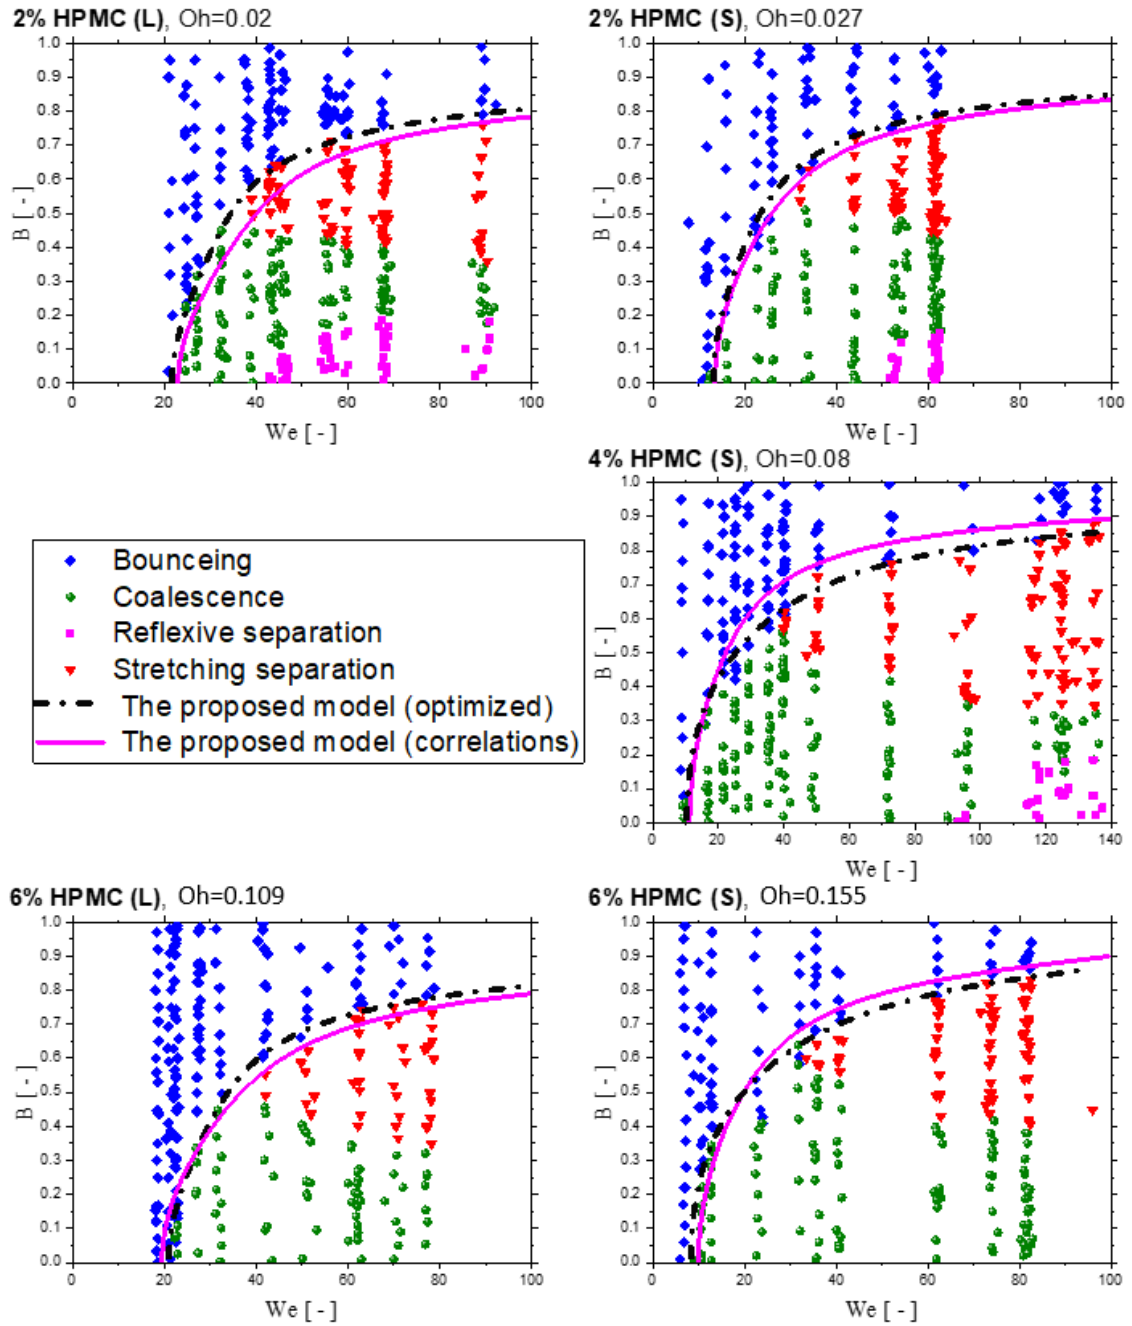 2% HPMC (L), Oh=0.02
1.0
0.9
0.8
0.7
0.6
0.5
0.4
0.3
0.2
0.1
0.0
B [ - ]
0 20 40 60 80 100
We [ - ]
2% HPMC (S), Oh=0.027
1.0
0.9
0.8
0.7
0.6
0.5
0.4
0.3
0.2
0.1
0.0
B [ - ]
0 20 40 60 80 100
We [ - ]
Bounceing
Coalescence
Reflexive separation
Stretching separation
The proposed model (optimized)
The proposed model (correlations)
4% HPMC (S), Oh=0.08
1.0
0.9
0.8
0.7
0.6
0.5
0.4
0.3
0.2
0.1
0.0
B [ - ]
0 20 40 60 80 100 120 140
We [ - ]
6% HPMC (L), Oh=0.109
1.0
0.9
0.8
0.7
0.6
0.5
0.4
0.3
0.2
0.1
0.0
B [ - ]
0 20 40 60 80 100
We [ - ]
6% HPMC (S), Oh=0.155
1.0
0.9
0.8
0.7
0.6
0.5
0.4
0.3
0.2
0.1
0.0
B [ - ]
0 20 40 60 80 100
We [ - ]